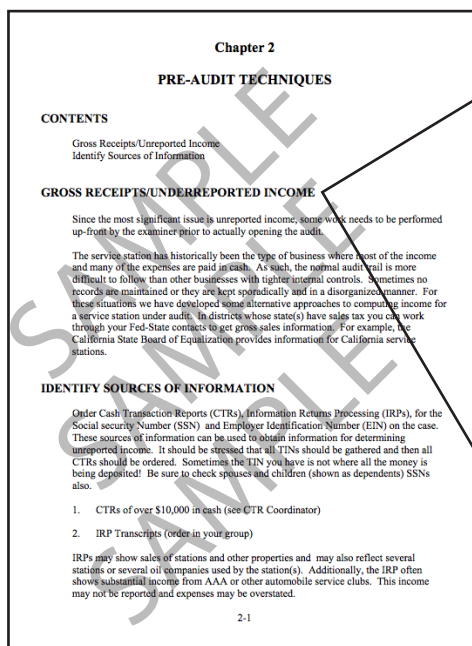 Chapter 2
PRE-AUDIT TECHNIQUES
CONTENTS
Gross Receipts/Unreported Income
Identify Sources of Information
GROSS RECEIPTS/UNDERREPORTED INCOME
Since the most significant issue is unreported income, some work needs to be performed
up-front by the examiner prior to actually opening the audit.
The service station has historically been the type of business where most of the income
and many of the expenses are paid in cash. As such, the normal audit trail is more
difficult to follow than other businesses with tighter internal controls. Sometimes no
records are maintained or they are kept sporadically and in a disorganized manner. For
these situations we have developed some alternative approaches to computing income for
a service station under audit. In districts whose state(s) have sales tax you can work
through your Fed-State contacts to get gross sales information. For example, the
California State Board of Equalization provides information for California service
stations.
IDENTIFY SOURCES OF INFORMATION
Order Cash Transaction Reports (CTRs), Information Returns Processing (IRPs), for the
Social security Number (SSN) and Employer Identification Number (EIN) on the case.
These sources of information can be used to obtain information for determining
unreported income. It should be stressed that all TINs should be gathered and then all
CTRs should be ordered. Sometimes the TIN you have is not where all the money is
being deposited! Be sure to check spouses and children (shown as dependents) SSNs
also.
1. CTRs of over $10,000 in cash (see CTR Coordinator)
2. IRP Transcripts (order in your group)
IRPs may show sales of stations and other properties and may also reflect several
stations or several oil companies used by the station(s). Additionally, the IRP often
shows substantial income from AAA or other automobile service clubs. This income
may not be reported and expenses may be overstated.
2-1
SAMPLE
SAMPLE
SAMPLE